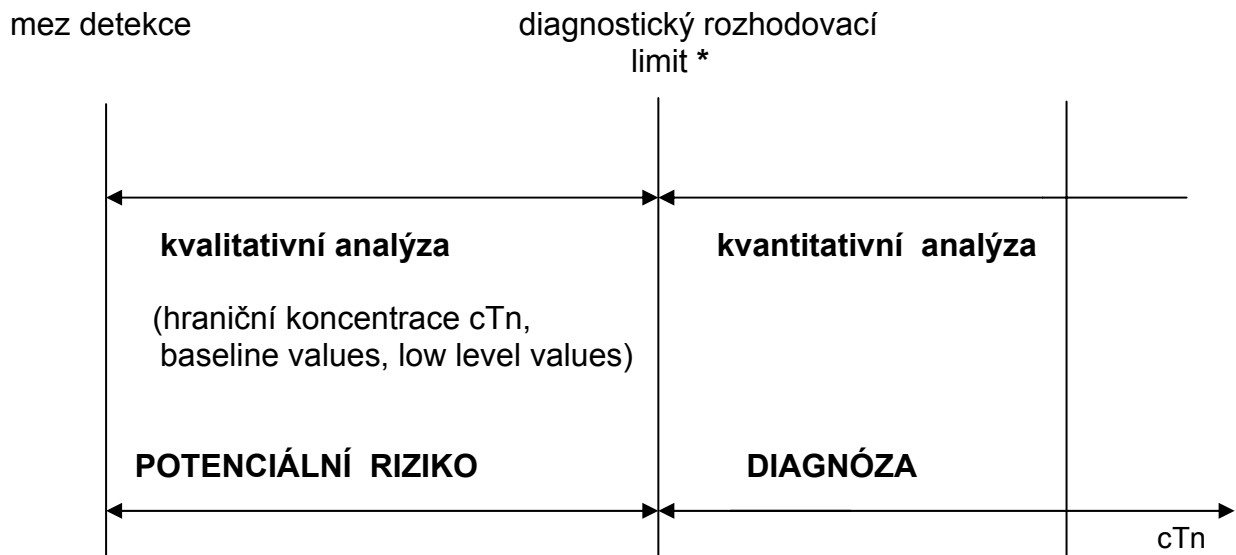 mez detekce
diagnostický rozhodovací
limit *
kvalitativní analýza
kvantitativní analýza
(hraniční koncentrace cTn,
baseline values, low level values)
POTENCIÁLNÍ RIZIKO
DIAGNÓZA
cTn